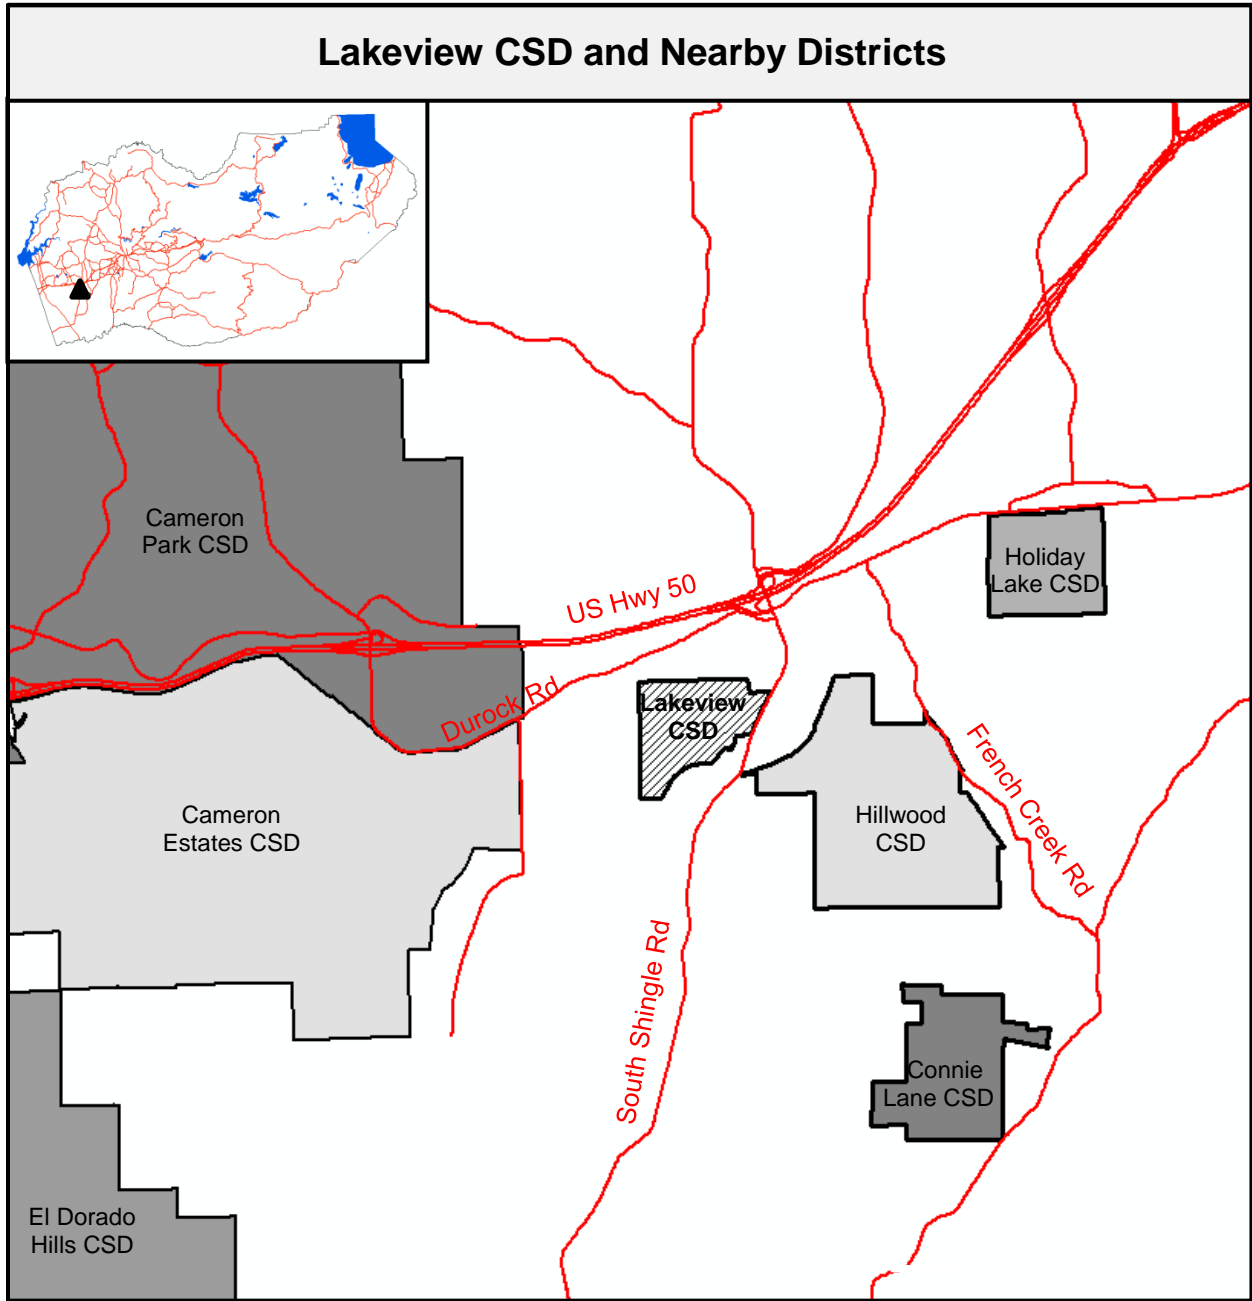 Lakeview CSD and Nearby Districts
Cameron
Park CSD
US Hwy 50
Holiday
Lake CSD
Durock Rd
Lakeview
CSD
French Creek Rd
Cameron
Estates CSD
Hillwood
CSD
South Shingle Rd
Connie
Lane CSD
El Dorado
Hills CSD